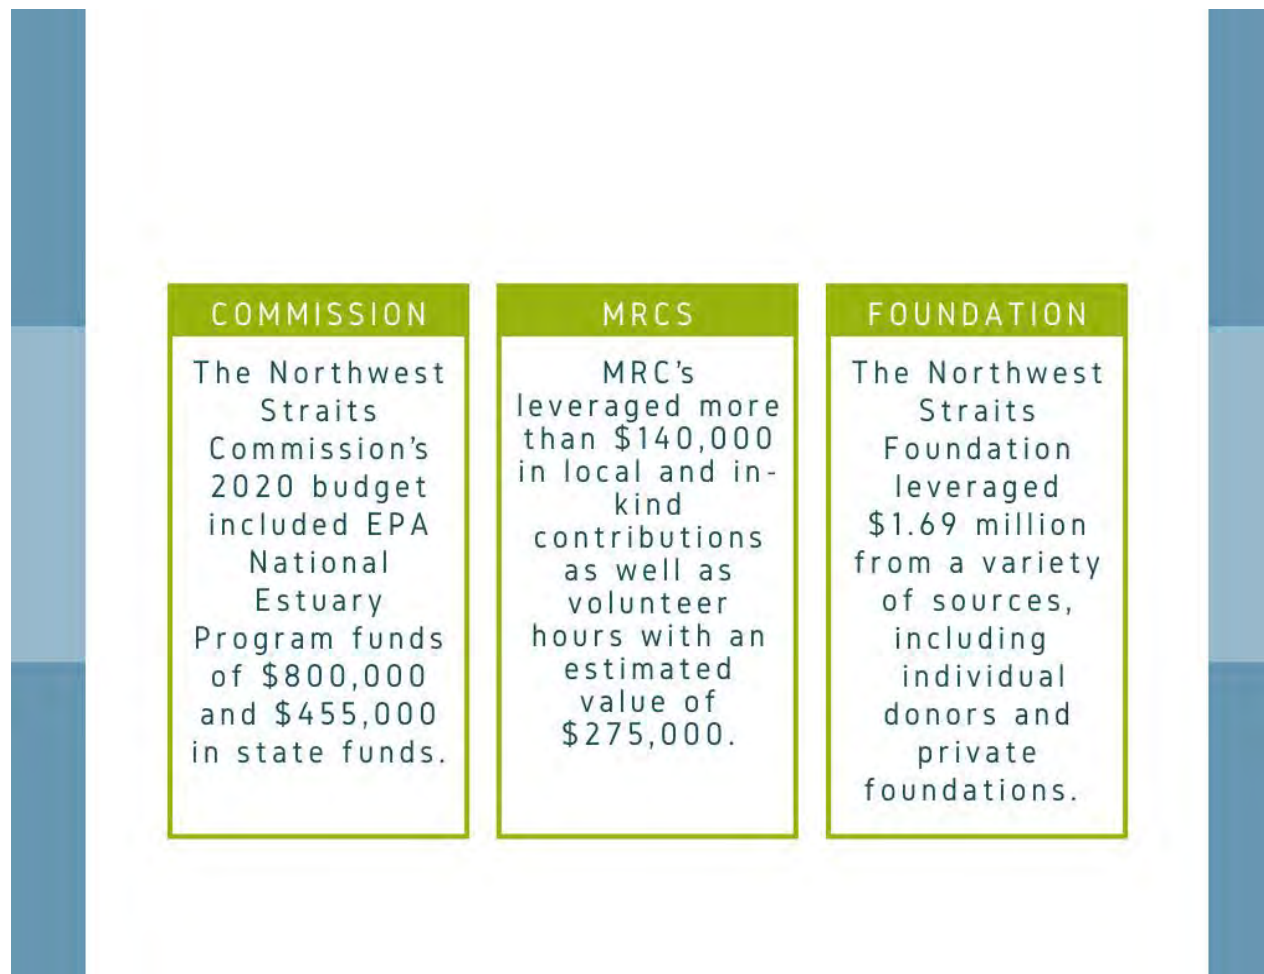 COMMISSION
The Northwest
Straits
Commission's
2020 budget
included EPA
National
Estuary
Program funds
of $800,000
and $455,000
in state funds.
MRCS
MRC's
leveraged more
than $140,000
in local and in-
kind
contributions
as well as
volunteer
hours with an
estimated
value of
$275,000.
FOUNDATION
The Northwest
Straits
Foundation
leveraged
$1.69 million
from a variety
of sources,
including
individual
donors and
private
foundations.